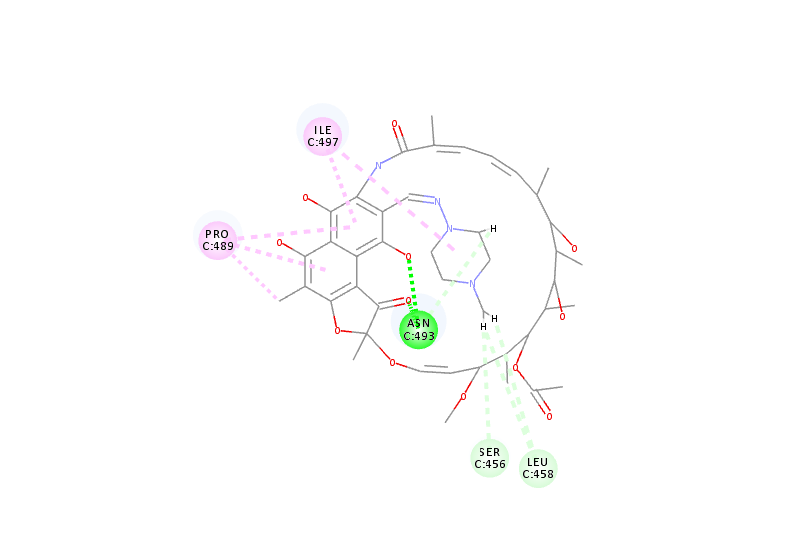 O
ILE
C:497
N
O
N
O
N
H
PRO
C:489
O
O
O
N
O
ASN
C:493
H
H
O
O
O
O
O
O
SER
C:456
LEU
C:458